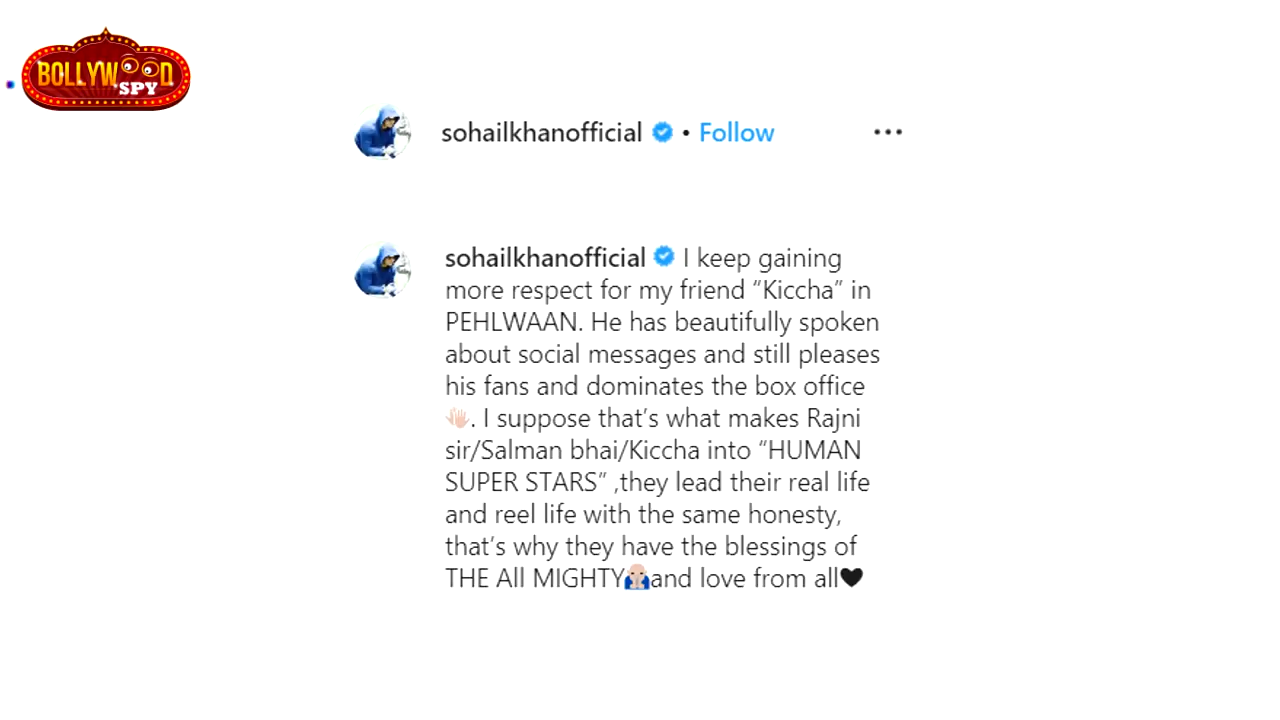 BOLLYWOOD
SPY
sohailkhanofficial • Follow •••
sohailkhanofficial I keep gaining
more respect for my friend “Kiccha” in
PEHLWAAN. He has beautifully spoken
about social messages and still pleases
his fans and dominates the box office
👋🏻. I suppose that’s what makes Rajni
sir/Salman bhai/Kiccha into “HUMAN
SUPER STARS” ,they lead their real life
and reel life with the same honesty,
that’s why they have the blessings of
THE All MIGHTY🙏🏻and love from all🖤